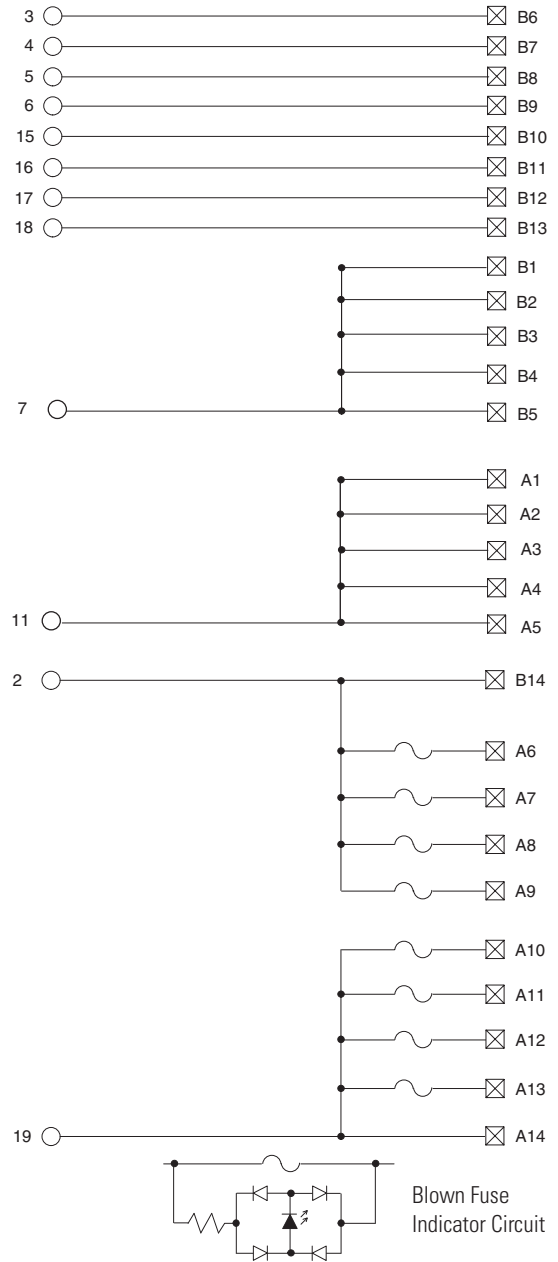 3 B6
4 B7
5 B8
6 B9
15 B10
16 B11
17 B12
18 B13
B1
B2
B3
B4
7 B5
A1
A2
A3
A4
11 A5
2 B14
A6
A7
A8
A9
A10
A11
A12
A13
19 A14
Blown Fuse
Indicator Circuit